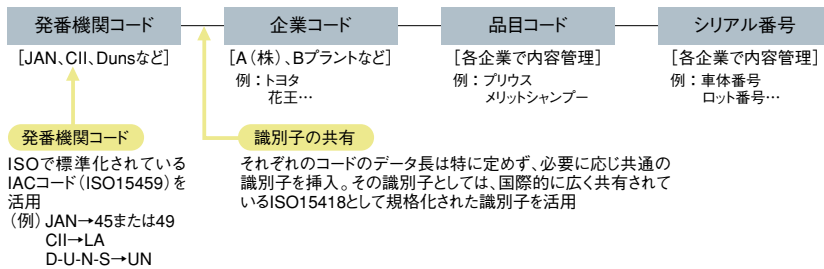 発番機関コード
企業コード
品目コード
シリアル番号
［JAN、CII、Dunsなど］
［A（株）、Bプラントなど］
例：トヨタ
花王…
［各企業で内容管理］
例：プリウス
メリットシャンプー
［各企業で内容管理］
例：車体番号
ロット番号…
発番機関コード
ISOで標準化されている
IACコード（ISO15459）を
活用
（例）JAN→45または49
CII→LA
D-U-N-S→UN
識別子の共有
それぞれのコードのデータ長は特に定めず、必要に応じ共通の
識別子を挿入。その識別子としては、国際的に広く共有されて
いるISO15418として規格化された識別子を活用